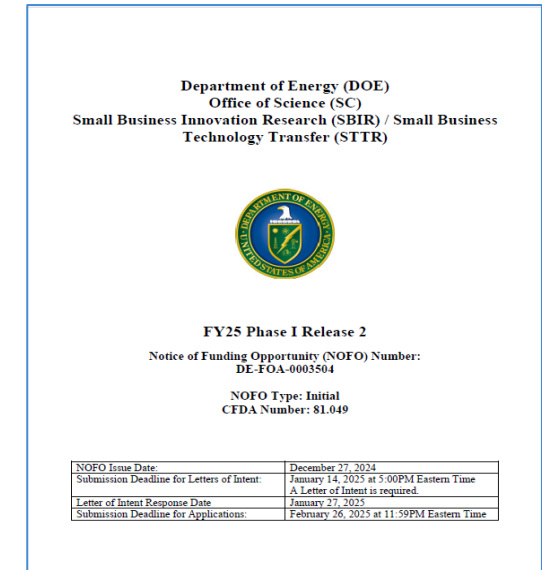 Department of Energy (DOE)
Office of Science (SC)
Small Business Innovation Research (SBIR) / Small Business
Technology Transfer (STTR)
DEPARTMENT OF ENERGY
UNITED STATES OF AMERICA
FY25 Phase I Release 2
Notice of Funding Opportunity (NOFO) Number:
DE-FOA-0003504
NOFO Type: Initial
CFDA Number: 81.049
NOFO Issue Date: December 27, 2024
Submission Deadline for Letters of Intent: January 14, 2025 at 5:00PM Eastern Time
A Letter of Intent is required.
Letter of Intent Response Date January 27, 2025
Submission Deadline for Applications: February 26, 2025 at 11:59PM Eastern Time